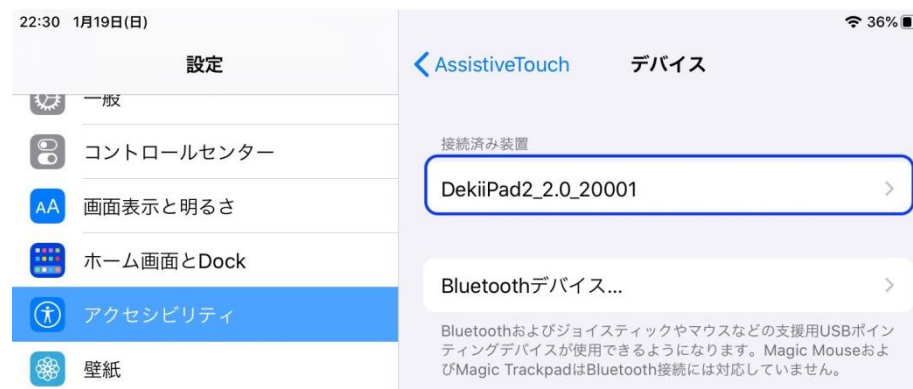 22:30 1月19日(日)
36%
設定
一般
コントロールセンター
AA
画面表示と明るさ
ホーム画面とDock
アクセシビリティ
壁紙
AssistiveTouch
デバイス
接続済み装置
DekiiPad2_2.0_20001
Bluetoothデバイス...
Bluetoothおよびジョイスティックやマウスなどの支援用USBポイン
ティングデバイスが使用できるようになります。Magic Mouseおよ
びMagic TrackpadはBluetooth接続には対応していません。